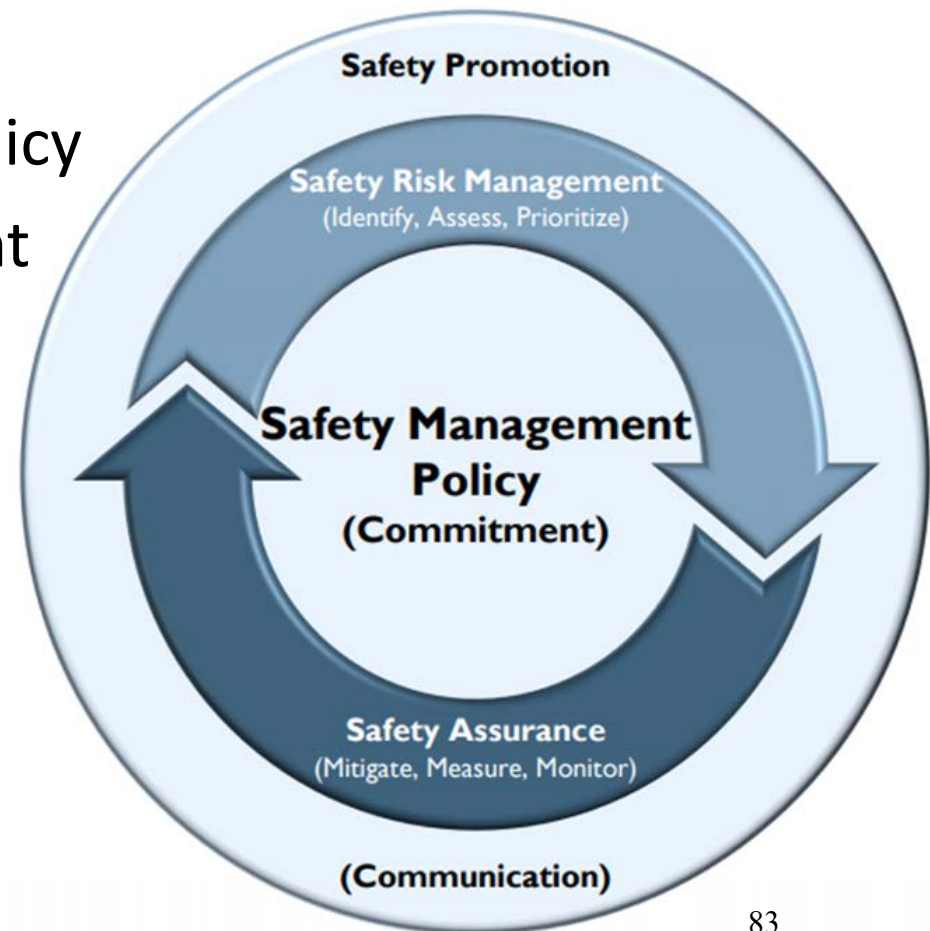 icy
nt
Safety Promotion
Safety Risk Management
(Identify, Assess, Prioritize)
Safety Management
Policy
(Commitment)
Safety Assurance
(Mitigate, Measure, Monitor)
(Communication)
83